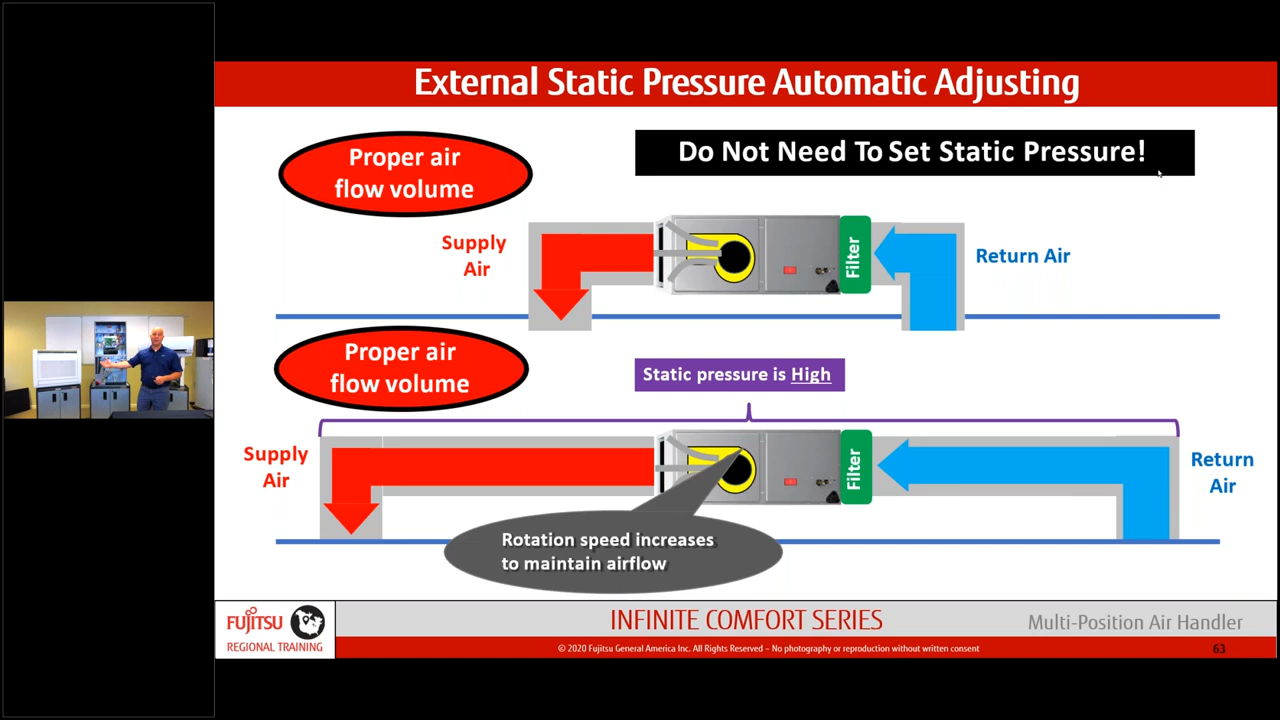 External Static Pressure Automatic Adjusting
Proper air
flow volume
Do Not Need To Set Static Pressure!
Supply
Air
Filter
Return Air
Proper air
flow volume
Static pressure is High
Supply
Air
Filter
Return
Air
Rotation speed increases
to maintain airflow
FUJITSU
REGIONAL TRAINING
INFINITE COMFORT SERIES
Multi-Position Air Handler
© 2020 Fujitsu General America Inc. All Rights Reserved – No photography or reproduction without written consent
63